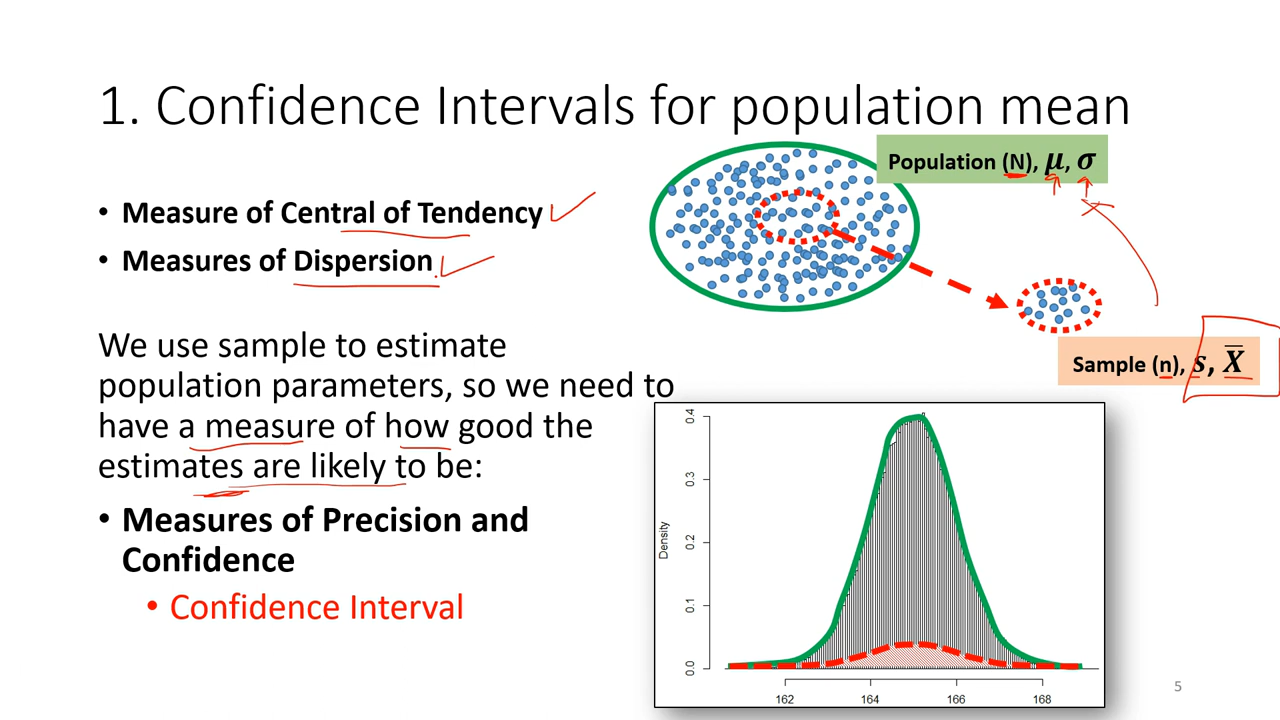 1. Confidence Intervals for population mean
Population (N), μ, σ
• Measure of Central of Tendency
• Measures of Dispersion
Sample (n), s, X̅
We use sample to estimate
population parameters, so we need to
have a measure of how good the
estimates are likely to be:
• Measures of Precision and
Confidence
• Confidence Interval
Density
0.4
0.3
0.2
0.1
0.0
162 164 166 168
5